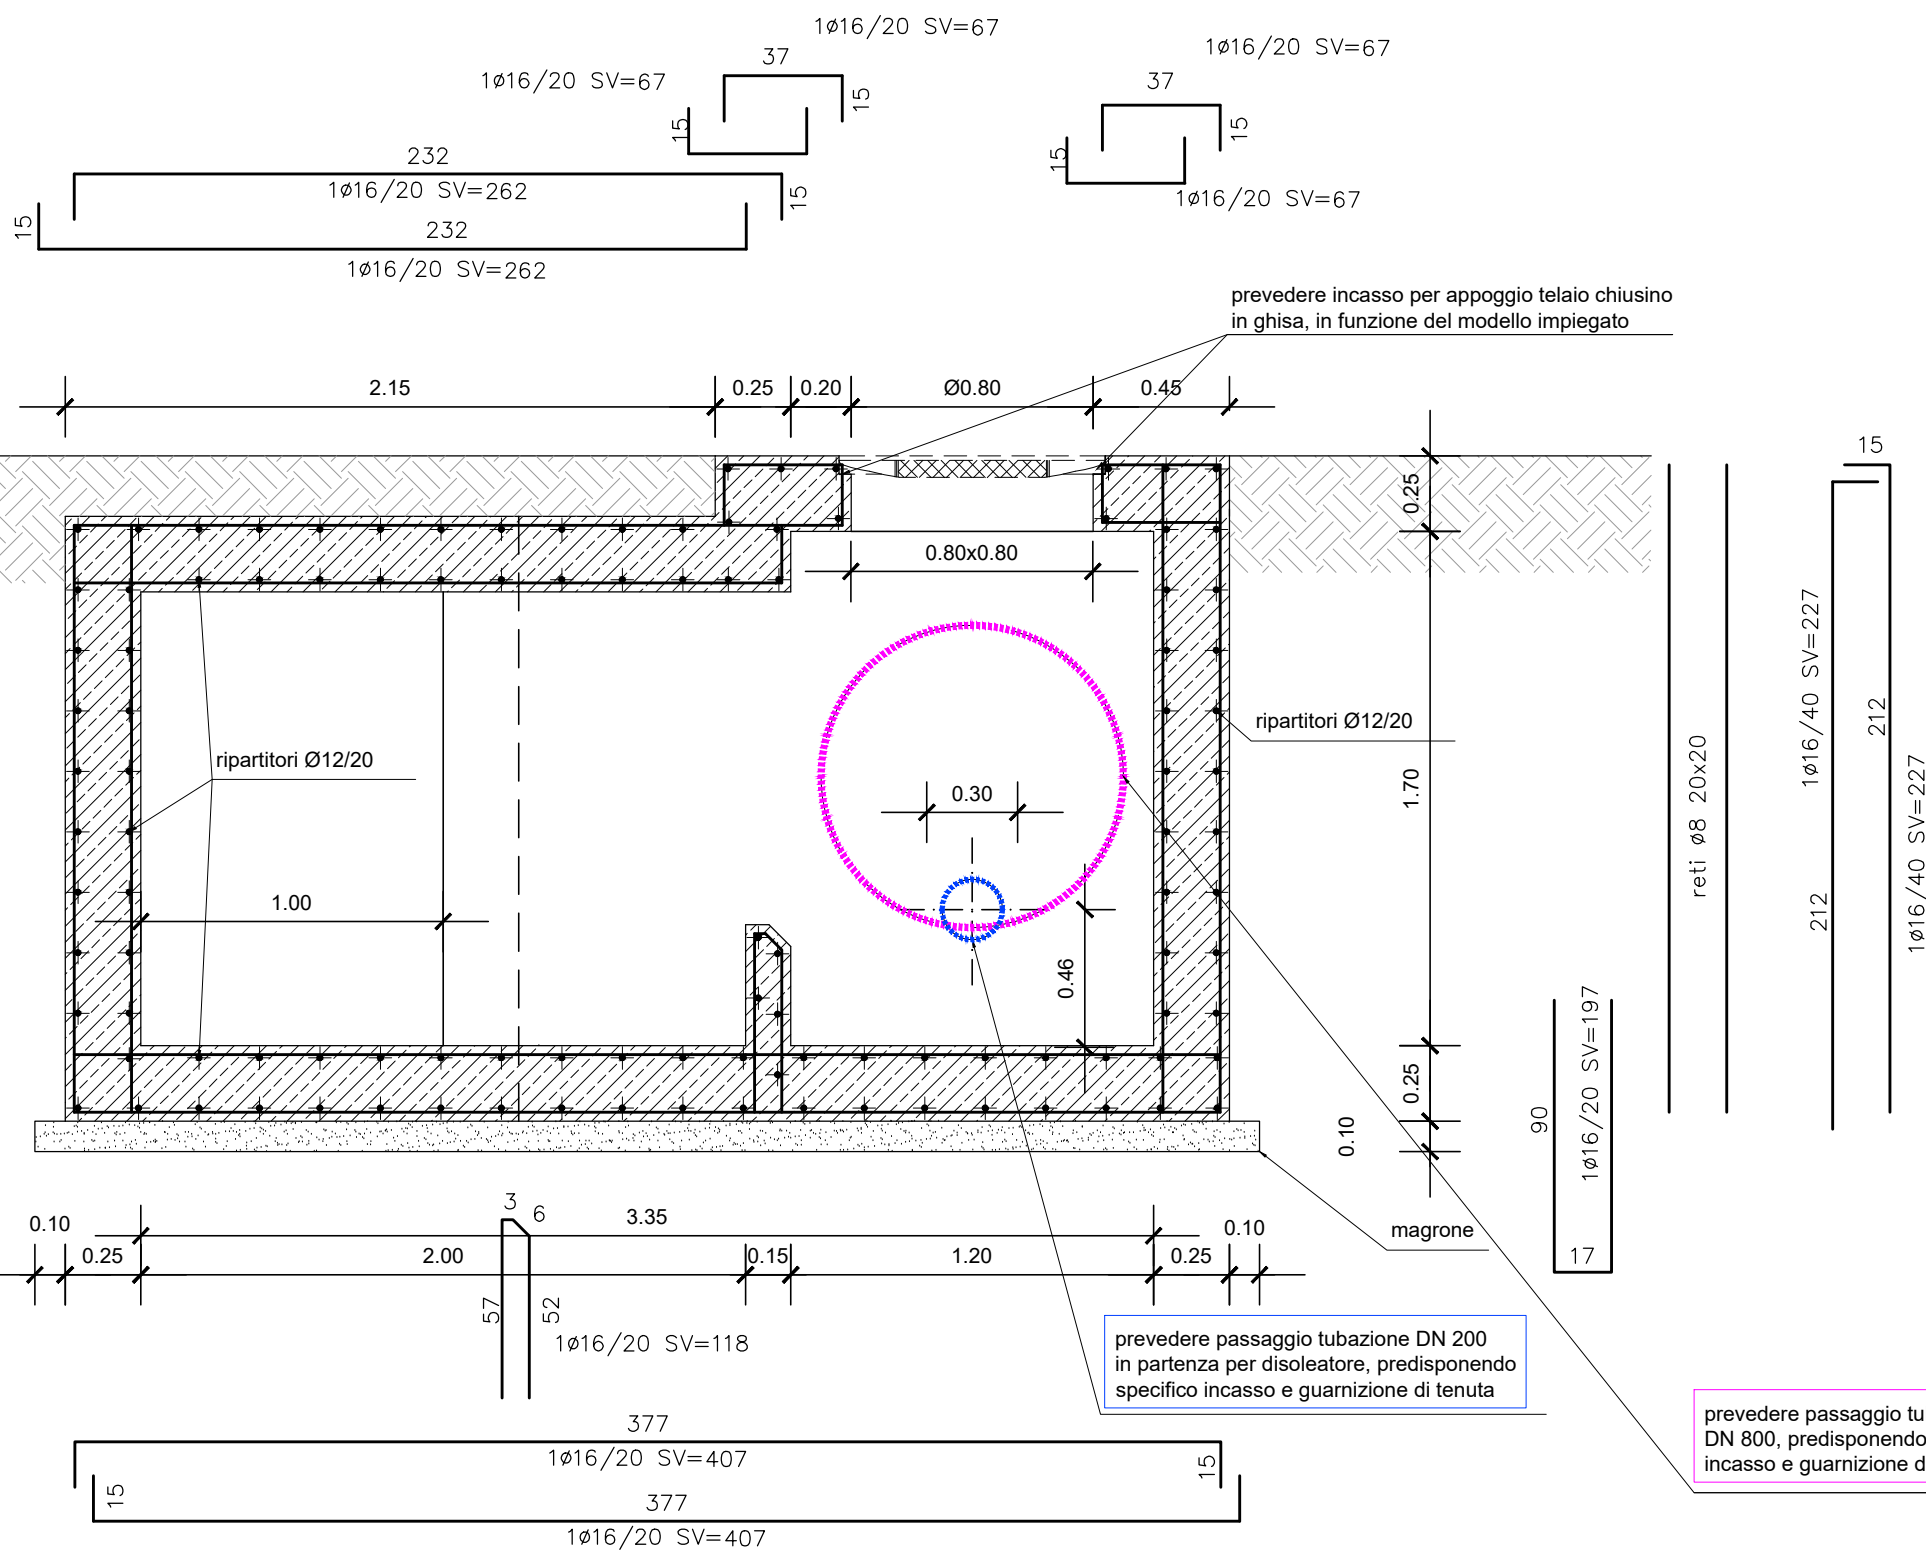 1ø16/20 SV=67
37
1ø16/20 SV=67
15
15
1ø16/20 SV=67
37
15
15
1ø16/20 SV=67
232
1ø16/20 SV=262
15
15
232
1ø16/20 SV=262
prevedere incasso per appoggio telaio chiusino
in ghisa, in funzione del modello impiegato
2.15
0.25
0.20
Ø0.80
0.45
0.25
0.80x0.80
ripartitori Ø12/20
ripartitori Ø12/20
0.30
1.70
1.00
0.46
0.25
0.10
reti ø8 20x20
15
1ø16/40 SV=227
212
212
1ø16/40 SV=227
90
1ø16/20 SV=197
17
magrone
0.10
3.35
0.10
0.25
2.00
0.15
1.20
0.25
3
6
57
52
1ø16/20 SV=118
prevedere passaggio tubazione DN 200
in partenza per disoleatore, predisponendo
specifico incasso e guarnizione di tenuta
prevedere passaggio tu
DN 800, predisponendo
incasso e guarnizione d
377
1ø16/20 SV=407
15
15
377
1ø16/20 SV=407